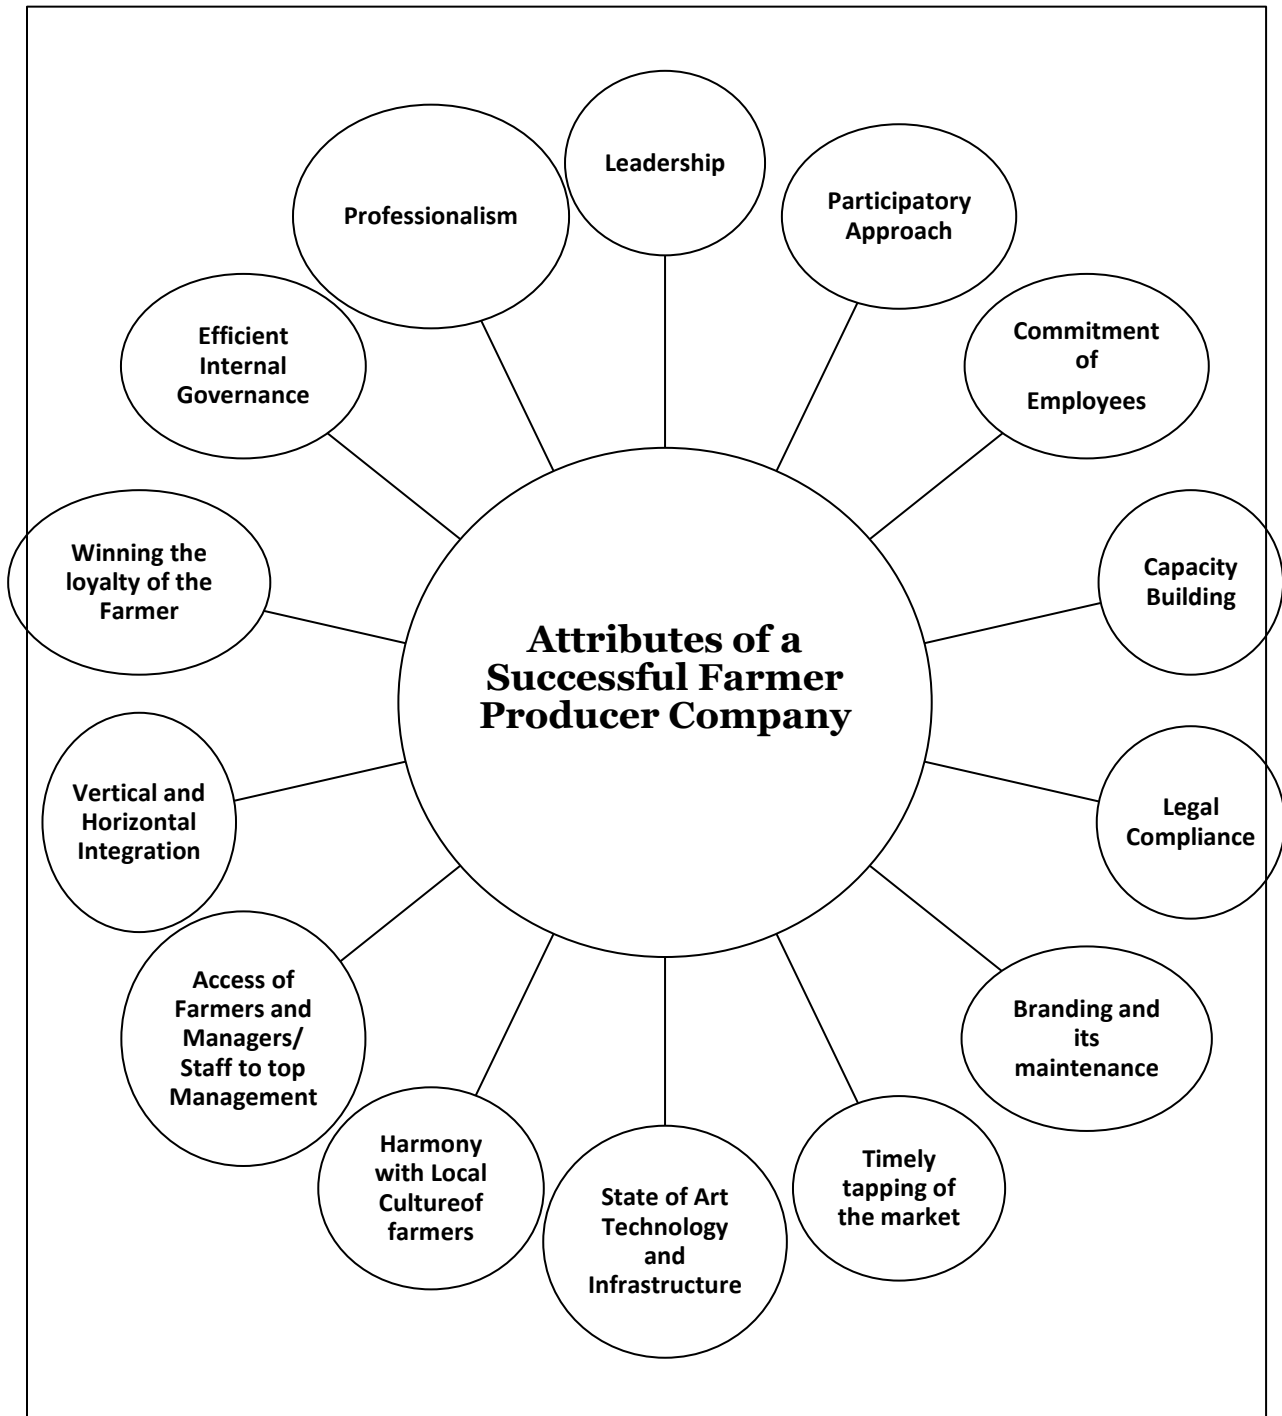 Leadership
Participatory
Approach
Commitment
of
Employees
Capacity
Building
Legal
Compliance
Branding and
its
maintenance
Timely
tapping of
the market
State of Art
Technology
and
Infrastructure
Harmony
with Local
Cultureof
farmers
Access of
Farmers and
Managers/
Staff to top
Management
Vertical and
Horizontal
Integration
Winning the
loyalty of the
Farmer
Efficient
Internal
Governance
Professionalism
Attributes of a
Successful Farmer
Producer Company